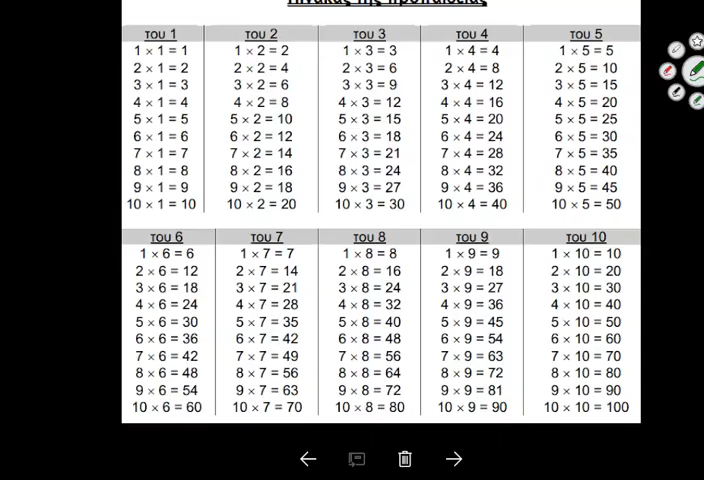 Πίνακας της προπαίδειας
του 1 του 2 του 3 του 4 του 5
1 × 1 = 1 1 × 2 = 2 1 × 3 = 3 1 × 4 = 4 1 × 5 = 5
2 × 1 = 2 2 × 2 = 4 2 × 3 = 6 2 × 4 = 8 2 × 5 = 10
3 × 1 = 3 3 × 2 = 6 3 × 3 = 9 3 × 4 = 12 3 × 5 = 15
4 × 1 = 4 4 × 2 = 8 4 × 3 = 12 4 × 4 = 16 4 × 5 = 20
5 × 1 = 5 5 × 2 = 10 5 × 3 = 15 5 × 4 = 20 5 × 5 = 25
6 × 1 = 6 6 × 2 = 12 6 × 3 = 18 6 × 4 = 24 6 × 5 = 30
7 × 1 = 7 7 × 2 = 14 7 × 3 = 21 7 × 4 = 28 7 × 5 = 35
8 × 1 = 8 8 × 2 = 16 8 × 3 = 24 8 × 4 = 32 8 × 5 = 40
9 × 1 = 9 9 × 2 = 18 9 × 3 = 27 9 × 4 = 36 9 × 5 = 45
10 × 1 = 10 10 × 2 = 20 10 × 3 = 30 10 × 4 = 40 10 × 5 = 50
του 6 του 7 του 8 του 9 του 10
1 × 6 = 6 1 × 7 = 7 1 × 8 = 8 1 × 9 = 9 1 × 10 = 10
2 × 6 = 12 2 × 7 = 14 2 × 8 = 16 2 × 9 = 18 2 × 10 = 20
3 × 6 = 18 3 × 7 = 21 3 × 8 = 24 3 × 9 = 27 3 × 10 = 30
4 × 6 = 24 4 × 7 = 28 4 × 8 = 32 4 × 9 = 36 4 × 10 = 40
5 × 6 = 30 5 × 7 = 35 5 × 8 = 40 5 × 9 = 45 5 × 10 = 50
6 × 6 = 36 6 × 7 = 42 6 × 8 = 48 6 × 9 = 54 6 × 10 = 60
7 × 6 = 42 7 × 7 = 49 7 × 8 = 56 7 × 9 = 63 7 × 10 = 70
8 × 6 = 48 8 × 7 = 56 8 × 8 = 64 8 × 9 = 72 8 × 10 = 80
9 × 6 = 54 9 × 7 = 63 9 × 8 = 72 9 × 9 = 81 9 × 10 = 90
10 × 6 = 60 10 × 7 = 70 10 × 8 = 80 10 × 9 = 90 10 × 10 = 100